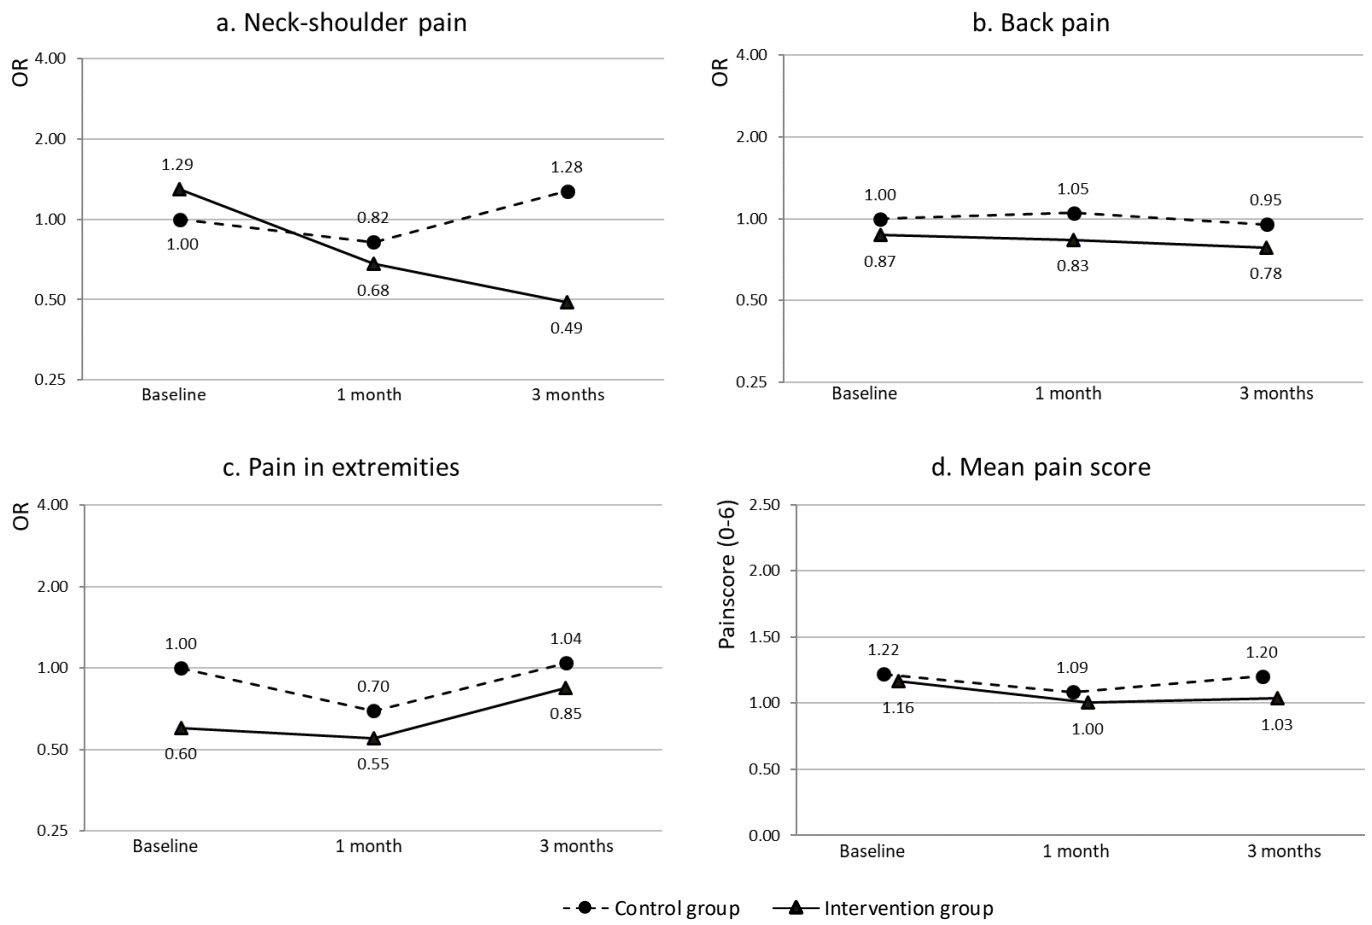 a. Neck-shoulder pain
OR
4.00
2.00
1.00
0.50
0.25
1.29
1.00
0.82
0.68
1.28
0.49
Baseline
1 month
3 months
b. Back pain
OR
4.00
2.00
1.00
0.50
0.25
1.00
0.87
1.05
0.83
0.95
0.78
Baseline
1 month
3 months
c. Pain in extremities
OR
4.00
2.00
1.00
0.50
0.25
1.00
0.60
0.70
0.55
1.04
0.85
Baseline
1 month
3 months
d. Mean pain score
Painscore (0-6)
2.50
2.00
1.50
1.00
0.50
0.00
1.22
1.16
1.09
1.00
1.20
1.03
Baseline
1 month
3 months
Control group
Intervention group